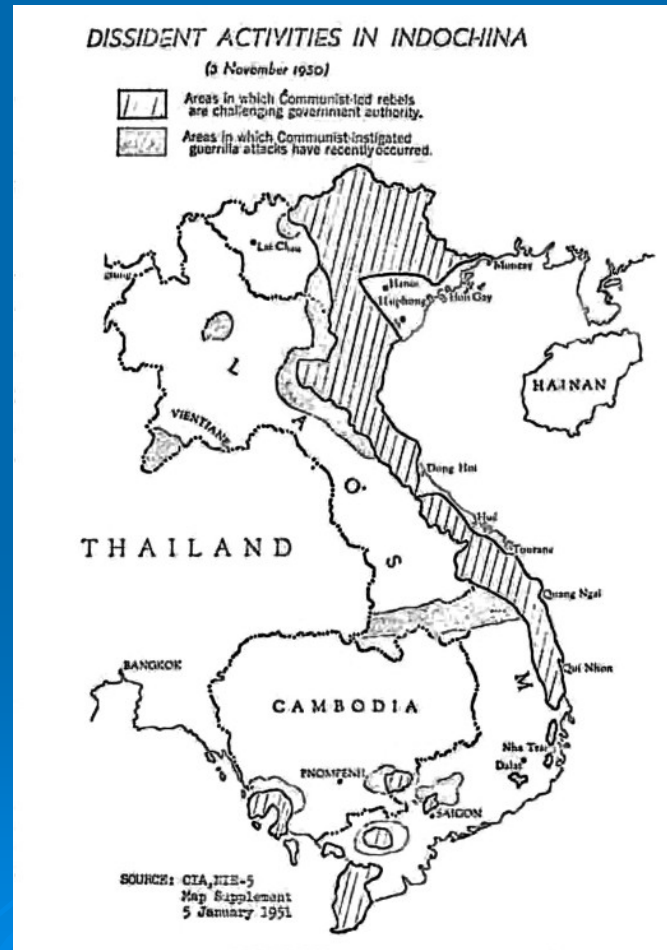 DISSIDENT ACTIVITIES IN INDOCHINA
(3 November 1950)
Areas in which Communist-led rebels
are challenging government authority.
Areas in which Communist-instigated
guerrilla attacks have recently occurred.
Lai Chau
Hanoi
Haiphong
Moncay
Hon Gay
HAINAN
L
A
O
S
VIENTIANE
THAILAND
Dong Hoi
Hué
Tourane
Quang Ngai
Qui Nhon
BANGKOK
CAMBODIA
M
PNOMPENH
Dalat
SAIGON
SOURCE: CIA, NIE-5
Map Supplement
5 January 1951